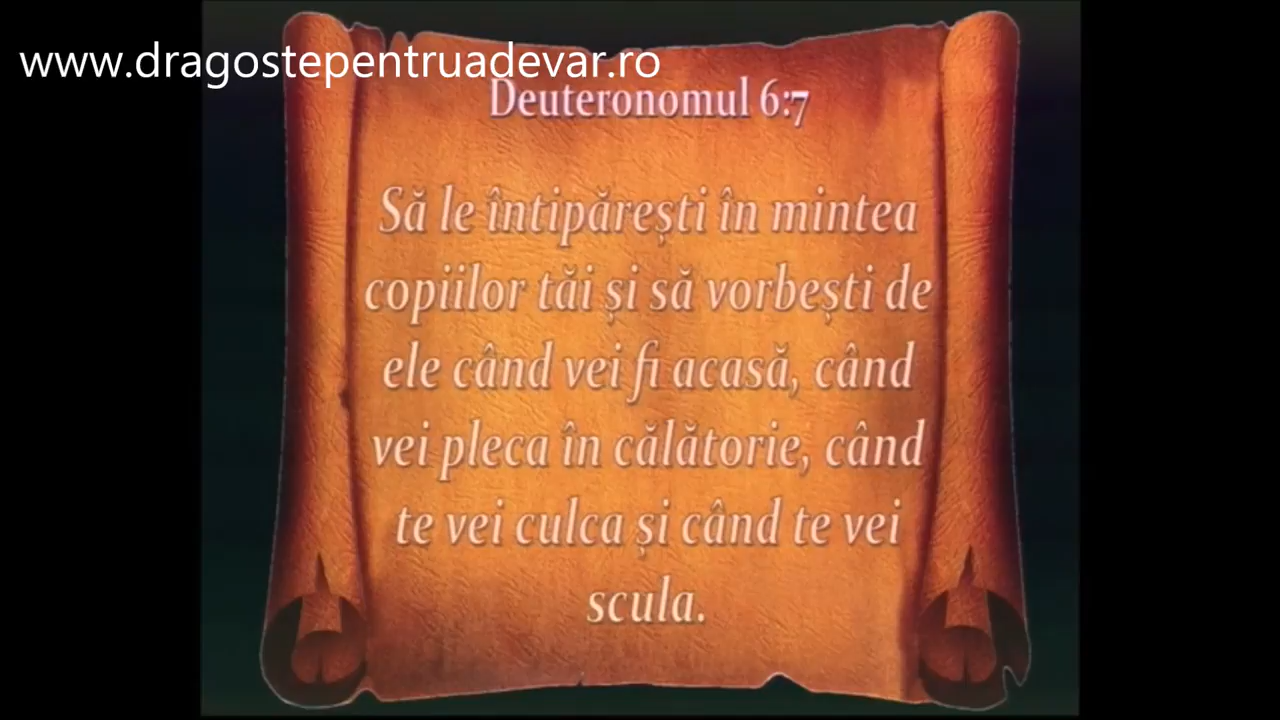 www.dragostepentruadevar.ro
Deuteronomul 6:7
Să le întipărești în mintea
copiilor tăi și să vorbești de
ele când vei fi acasă, când
vei pleca în călătorie, când
te vei culca și când te vei
scula.